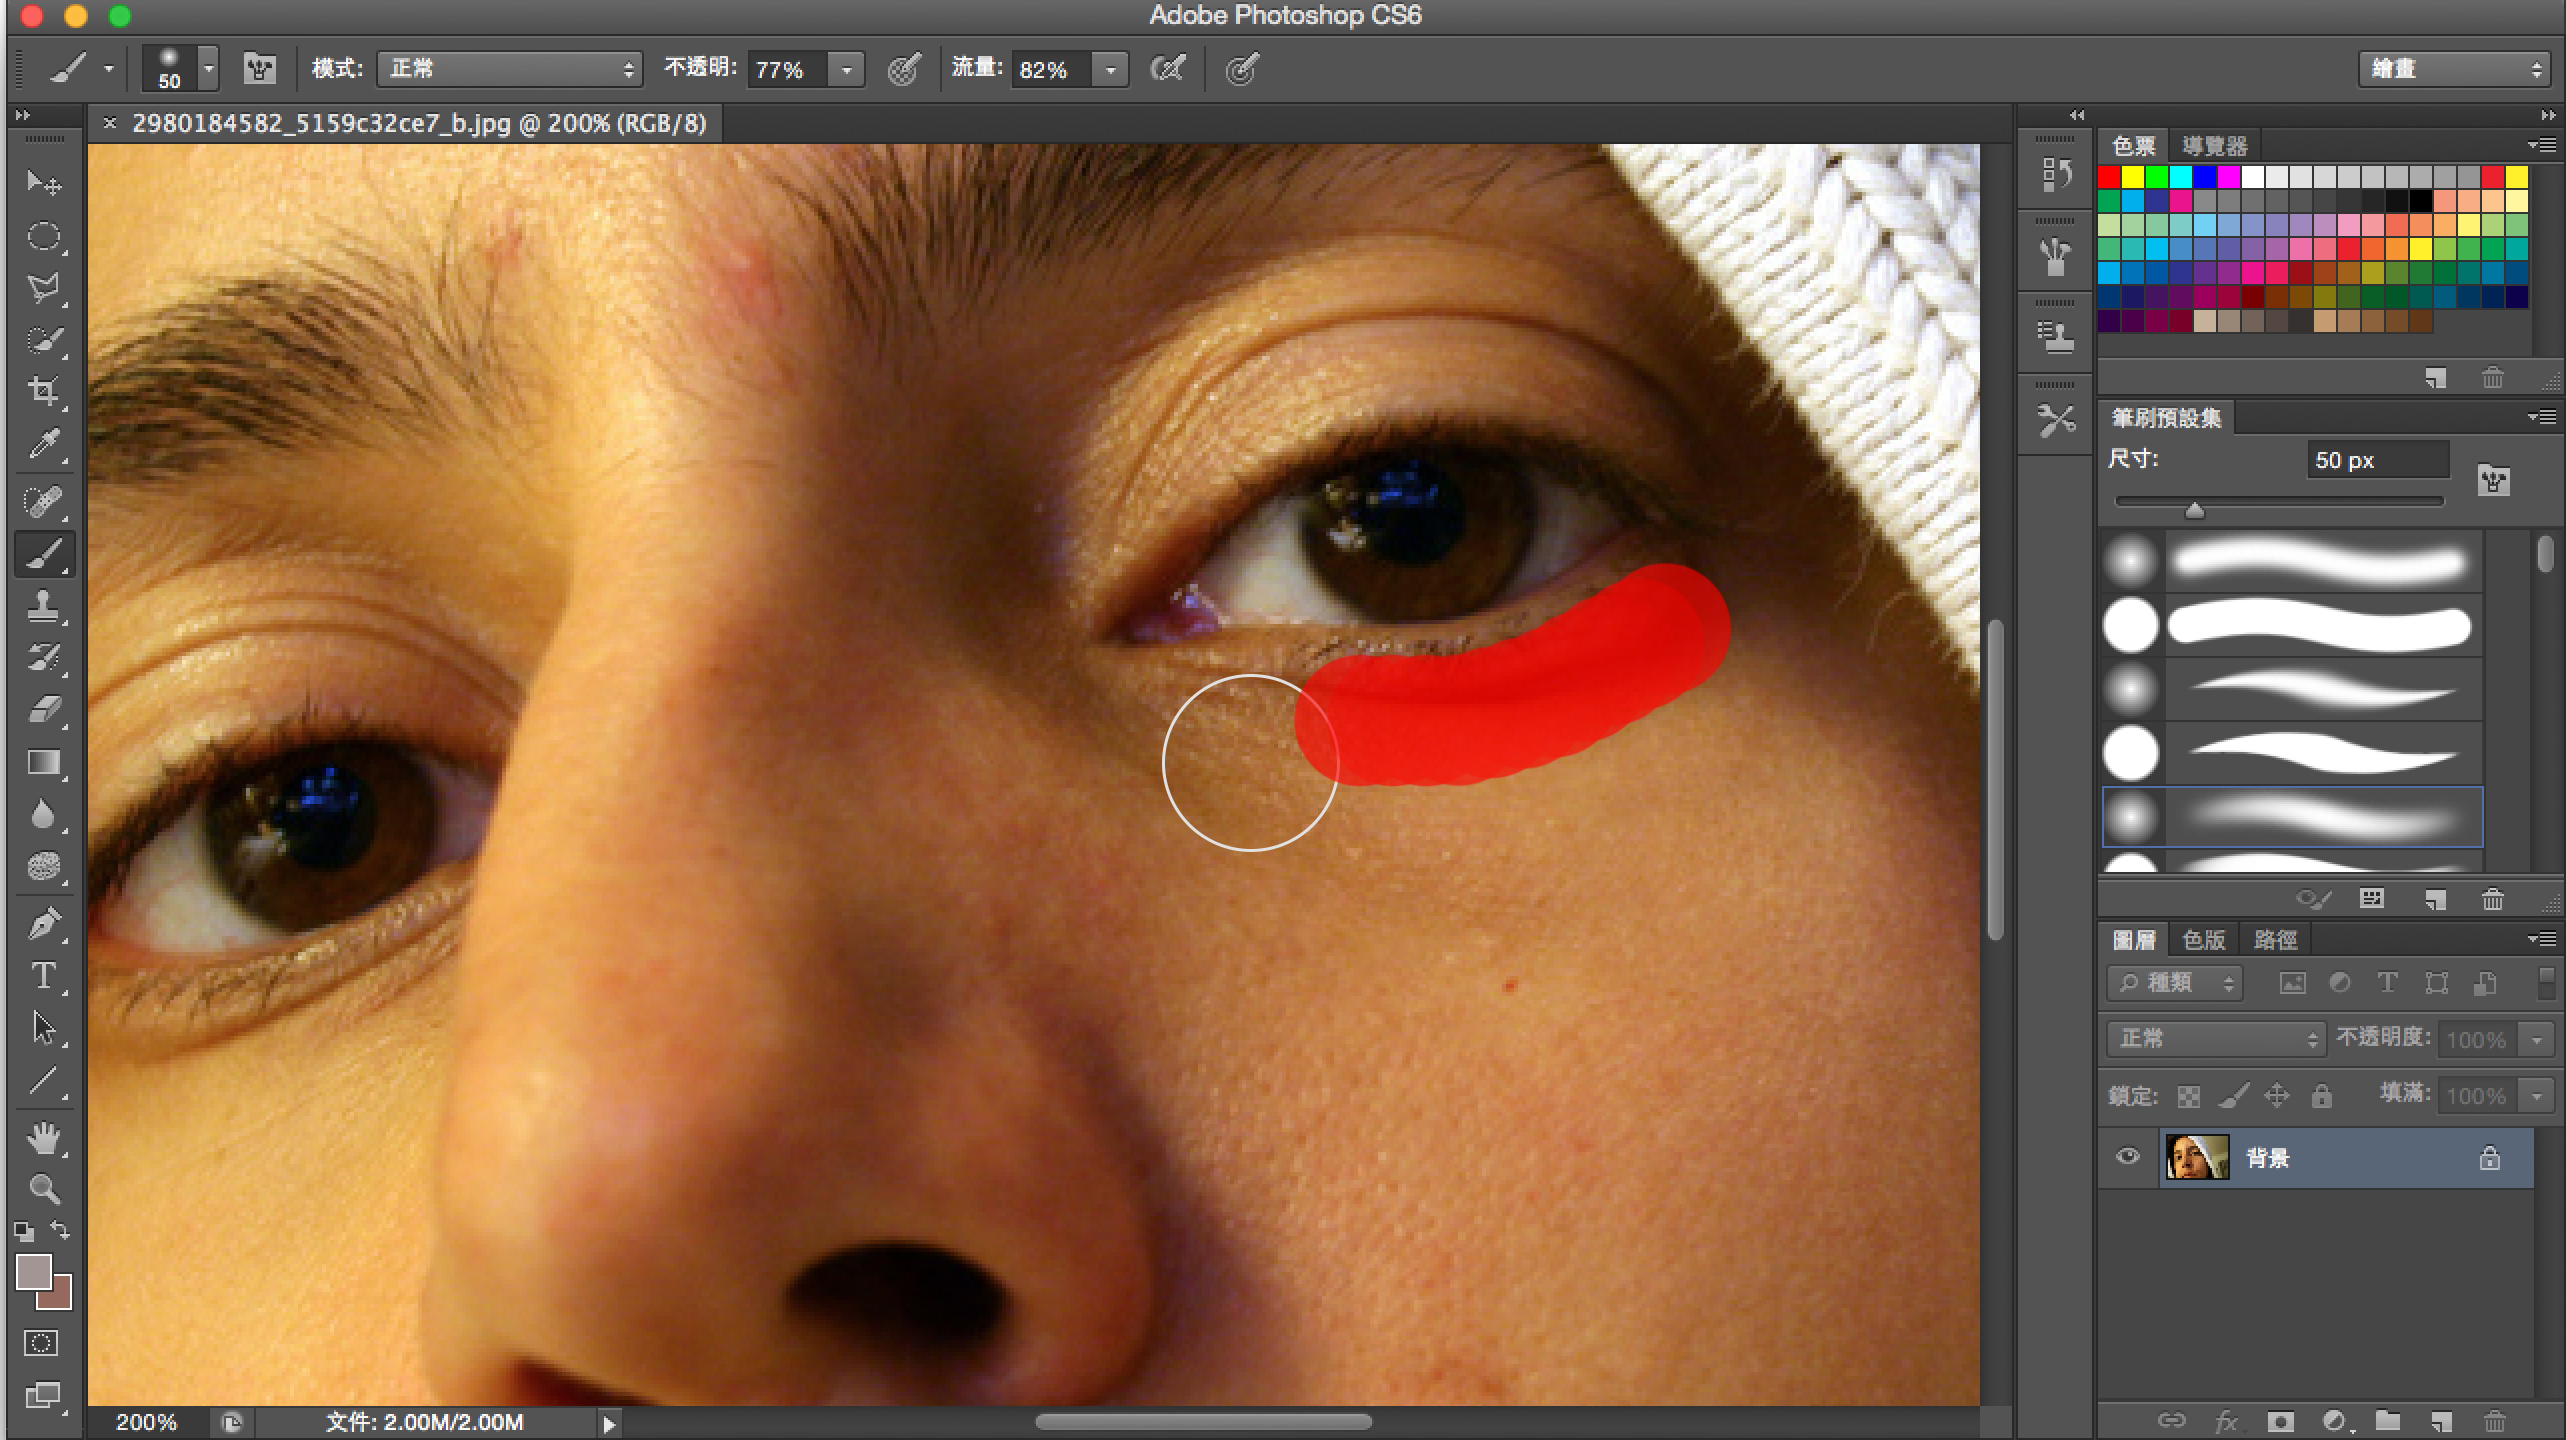 Adobe Photoshop CS6
50
模式: 正常 不透明: 77% 流量: 82% 繪畫
× 2980184582_5159c32ce7_b.jpg @ 200% (RGB/8)
色票 導覽器
筆刷預設集
尺寸: 50 px
圖層 色版 路徑
種類
正常 不透明度: 100%
鎖定: 填滿: 100%
背景
200% 文件: 2.00M/2.00M
fx